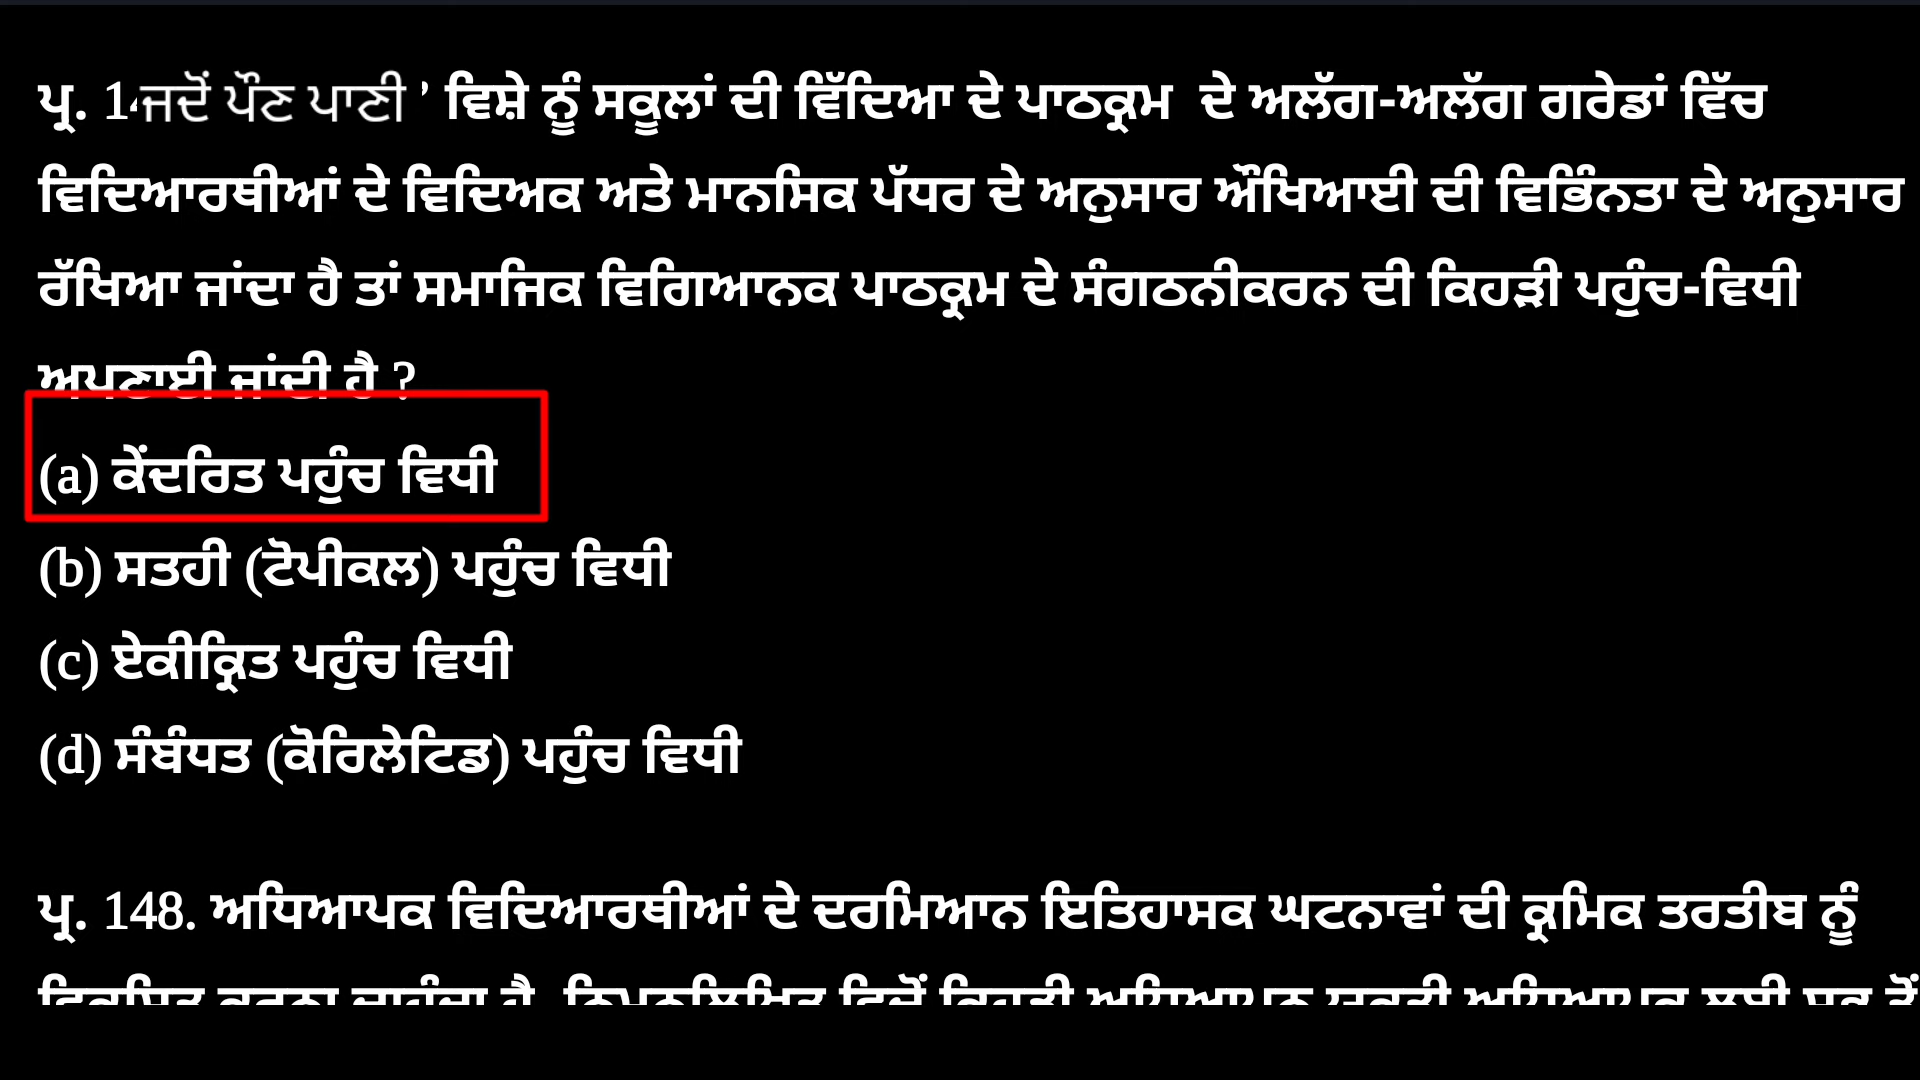 ਪ੍ਰ. 14ਜਦੋਂ ਪੌਣ ਪਾਣੀ ’ ਵਿਸ਼ੇ ਨੂੰ ਸਕੂਲਾਂ ਦੀ ਵਿੱਦਿਆ ਦੇ ਪਾਠਕ੍ਰਮ ਦੇ ਅਲੱਗ-ਅਲੱਗ ਗਰੇਡਾਂ ਵਿੱਚ
ਵਿਦਿਆਰਥੀਆਂ ਦੇ ਵਿਦਿਅਕ ਅਤੇ ਮਾਨਸਿਕ ਪੱਧਰ ਦੇ ਅਨੁਸਾਰ ਔਖਿਆਈ ਦੀ ਵਿਭਿੰਨਤਾ ਦੇ ਅਨੁਸਾਰ
ਰੱਖਿਆ ਜਾਂਦਾ ਹੈ ਤਾਂ ਸਮਾਜਿਕ ਵਿਗਿਆਨਕ ਪਾਠਕ੍ਰਮ ਦੇ ਸੰਗਠਨੀਕਰਨ ਦੀ ਕਿਹੜੀ ਪਹੁੰਚ-ਵਿਧੀ
ਅਪਣਾਈ ਜਾਂਦੀ ਹੈ ?
(a) ਕੇਂਦਰਿਤ ਪਹੁੰਚ ਵਿਧੀ
(b) ਸਤਹੀ (ਟੋਪੀਕਲ) ਪਹੁੰਚ ਵਿਧੀ
(c) ਏਕੀਕ੍ਰਿਤ ਪਹੁੰਚ ਵਿਧੀ
(d) ਸੰਬੰਧਤ (ਕੋਰਿਲੇਟਿਡ) ਪਹੁੰਚ ਵਿਧੀ
ਪ੍ਰ. 148. ਅਧਿਆਪਕ ਵਿਦਿਆਰਥੀਆਂ ਦੇ ਦਰਮਿਆਨ ਇਤਿਹਾਸਕ ਘਟਨਾਵਾਂ ਦੀ ਕ੍ਰਮਿਕ ਤਰਤੀਬ ਨੂੰ